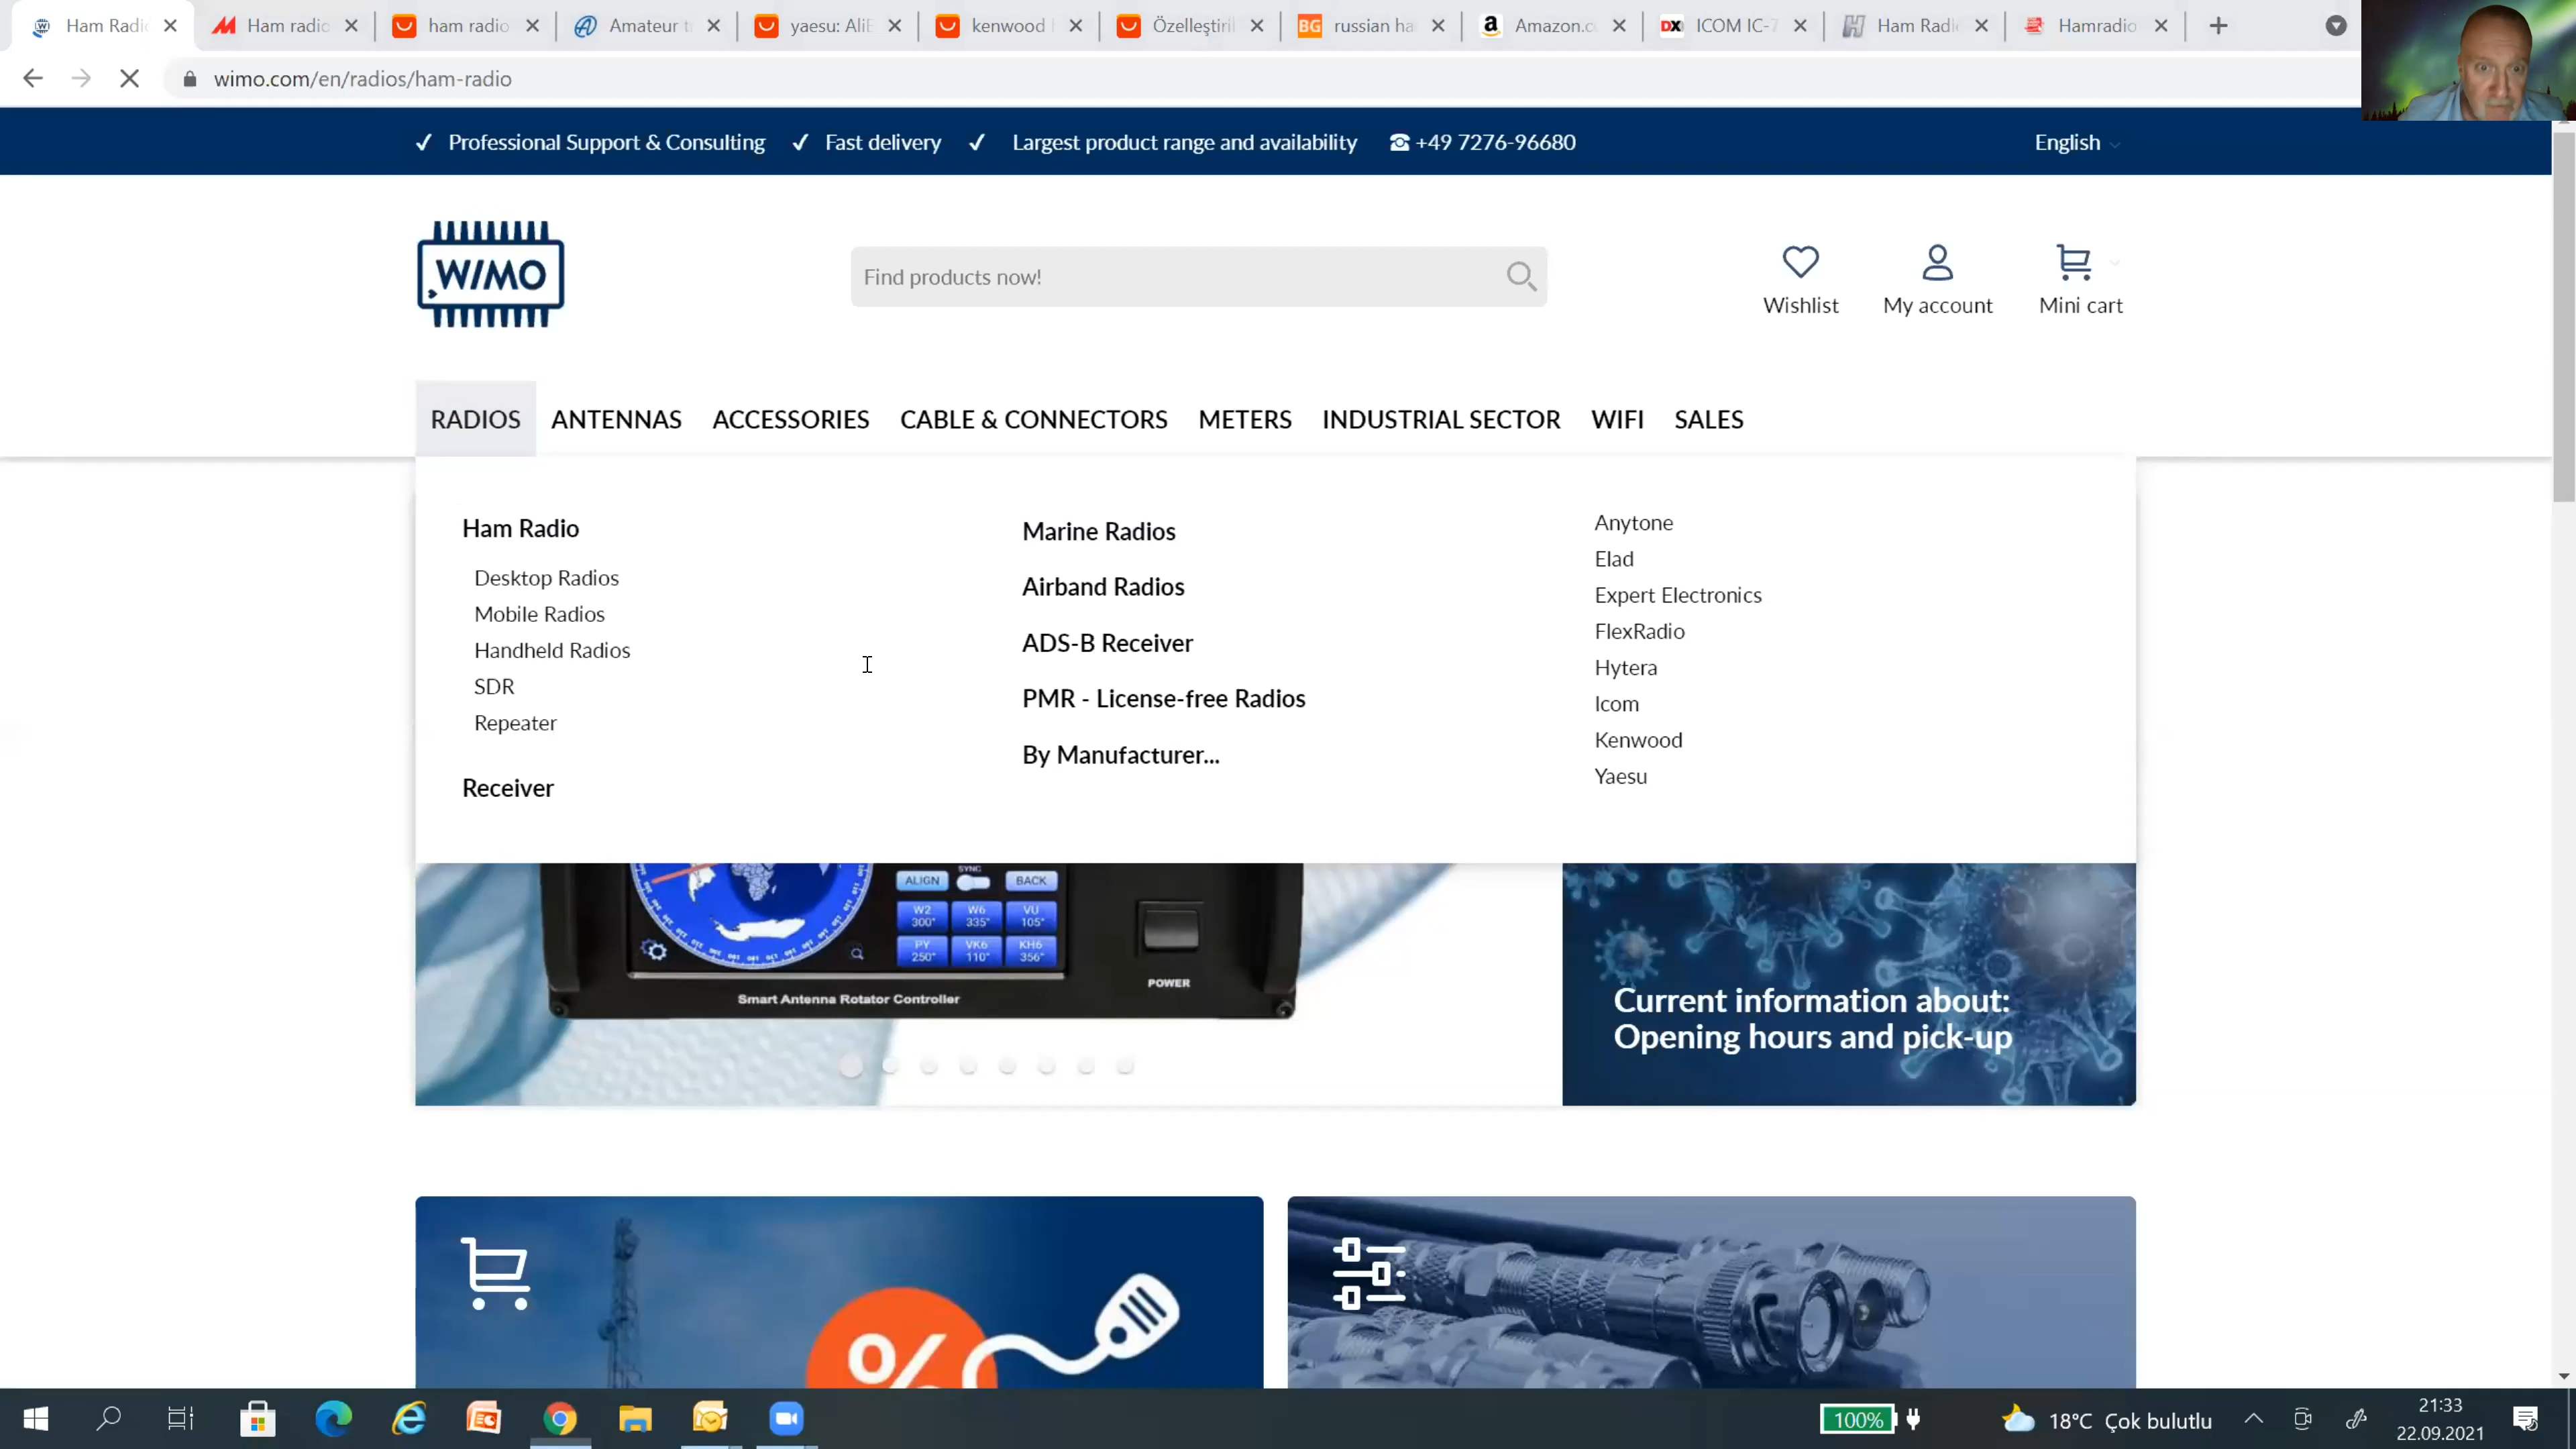 Ham Radi
Ham radio
ham radio
Amateur t
yaesu: AliE
kenwood
Özelleştiril
BG
russian ha
a
Amazon.c
DX
ICOM IC-7
Ham Radi
Hamradio
wimo.com/en/radios/ham-radio
Professional Support & Consulting
Fast delivery
Largest product range and availability
+49 7276-96680
English
WIMO
Find products now!
Wishlist
My account
Mini cart
RADIOS ANTENNAS ACCESSORIES CABLE & CONNECTORS METERS INDUSTRIAL SECTOR WIFI SALES
Ham Radio
Desktop Radios
Mobile Radios
Handheld Radios
SDR
Repeater
Receiver
Marine Radios
Airband Radios
ADS-B Receiver
PMR - License-free Radios
By Manufacturer...
Anytone
Elad
Expert Electronics
FlexRadio
Hytera
Icom
Kenwood
Yaesu
SYNC
ALIGN BACK
W2 W6 VU
300° 335° 105°
PY VK6 KH6
250° 110° 356°
POWER
Smart Antenna Rotator Controller
Current information about:
Opening hours and pick-up
%
100%
18°C Çok bulutlu
21:33
22.09.2021